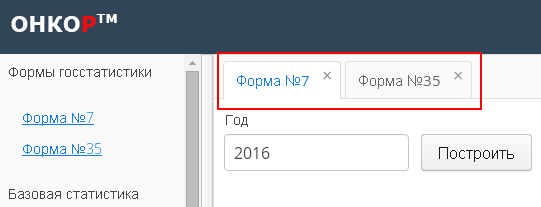 ОНКОР™
Формы госстатистики
Форма №7
Форма №35
Базовая статистика
Форма №7 ×
Форма №35 ×
Год
2016
Построить